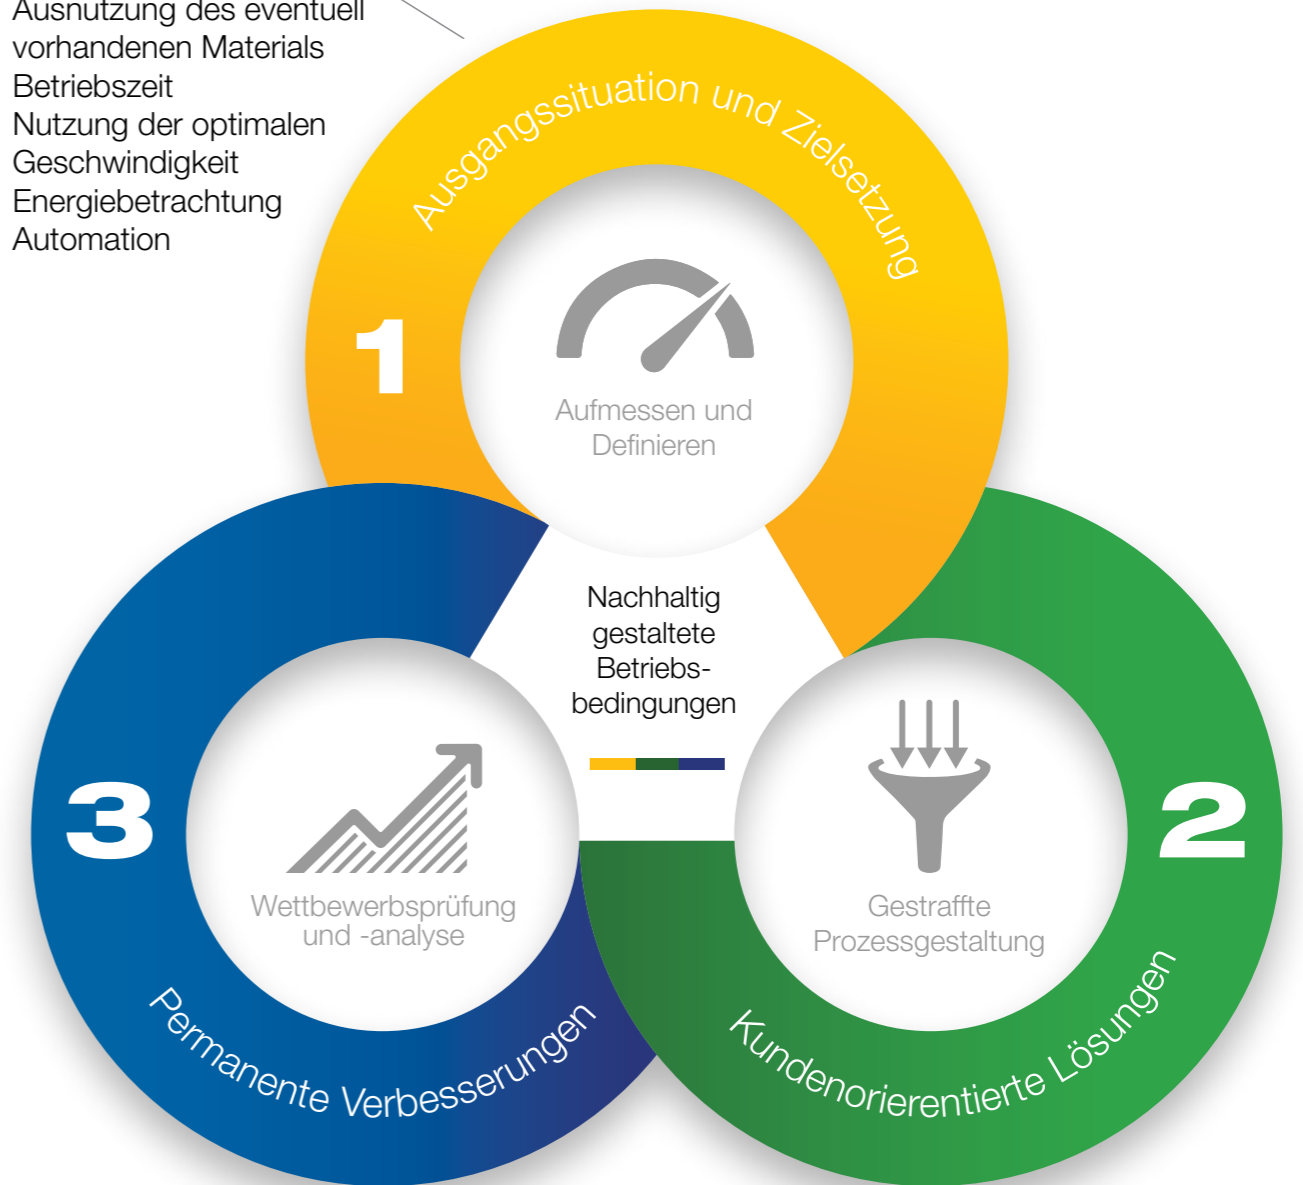 Ausnutzung des eventuell
vorhandenen Materials
Betriebszeit
Nutzung der optimalen
Geschwindigkeit
Energiebetrachtung
Automation
Ausgangssituation und Zielsetzung
1
Aufmessen und
Definieren
Nachhaltig
gestaltete
Betriebs-
bedingungen
3
Wettbewerbsprüfung
und -analyse
Permanente Verbesserungen
2
Gestraffte
Prozessgestaltung
Kundenorierentierte Lösungen